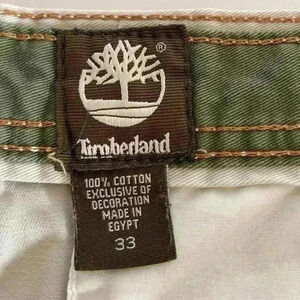 ®
Timberland
100% COTTON
EXCLUSIVE OF
DECORATION
MADE IN
EGYPT
33